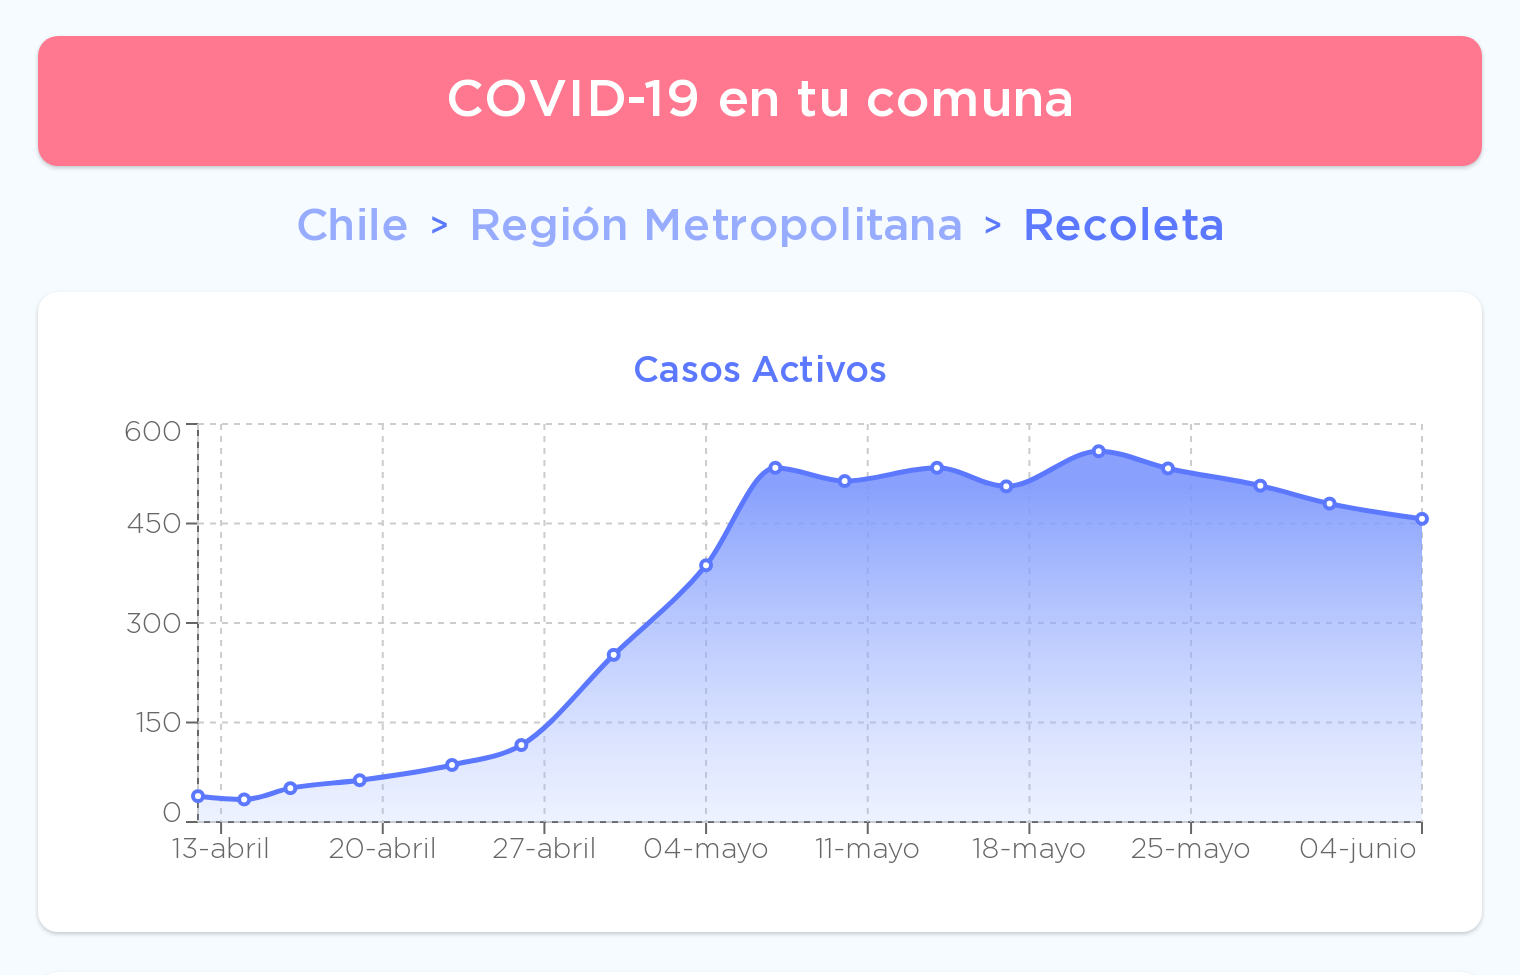 COVID-19 en tu comuna
Chile > Región Metropolitana > Recoleta
Casos Activos
600
450
300
150
0
13-abril 20-abril 27-abril 04-mayo 11-mayo 18-mayo 25-mayo 04-junio